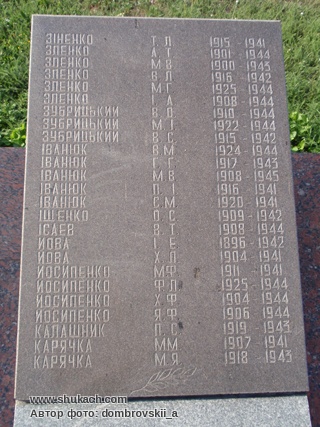 ЗІНЕНКО Т Л 1915 - 1941
ЗЛЕНКО А Т 1901 - 1944
ЗЛЕНКО М В 1900 - 1943
ЗЛЕНКО В Л 1916 - 1942
ЗЛЕНКО М Г 1925 - 1944
ЗЛЕНКО І А 1908 - 1944
ЗУБРИЦЬКИЙ В О 1910 - 1944
ЗУБРИЦЬКИЙ М І 1922 - 1944
ЗУБРИЦЬКИЙ В С 1915 - 1942
ІВАНЮК В М 1924 - 1944
ІВАНЮК Г Г 1917 - 1943
ІВАНЮК М В 1908 - 1945
ІВАНЮК П І 1916 - 1941
ІВАНЮК С М 1920 - 1941
ІЩЕНКО О С 1909 - 1942
ІСАЕВ В Т 1908 - 1944
ЙОВА І Е 1896 - 1942
ЙОВА Х Л 1904 - 1941
ЙОСИПЕНКО М Ф 1911 - 1941
ЙОСИПЕНКО Ф Л 1925 - 1944
ЙОСИПЕНКО Х Ф 1904 - 1944
ЙОСИПЕНКО Я Ф 1906 - 1944
КАЛАШНИК П С 1919 - 1943
КАРЯЧКА М М 1907 - 1941
КАРЯЧКА М Я 1918 - 1943
www.shukach.com
Автор фото: dombrovskii_a